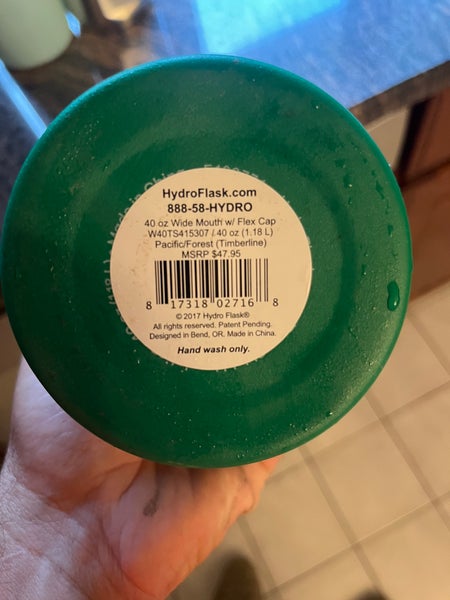 HydroFlask.com
888-58-HYDRO
40 oz Wide Mouth w/ Flex Cap
W40TS415307 / 40 oz (1.18 L)
Pacific/Forest (Timberline)
MSRP $47.95
8 17318 02716 8
© 2017 Hydro Flask®
All rights reserved. Patent Pending.
Designed in Bend, OR. Made in China.
Hand wash only.